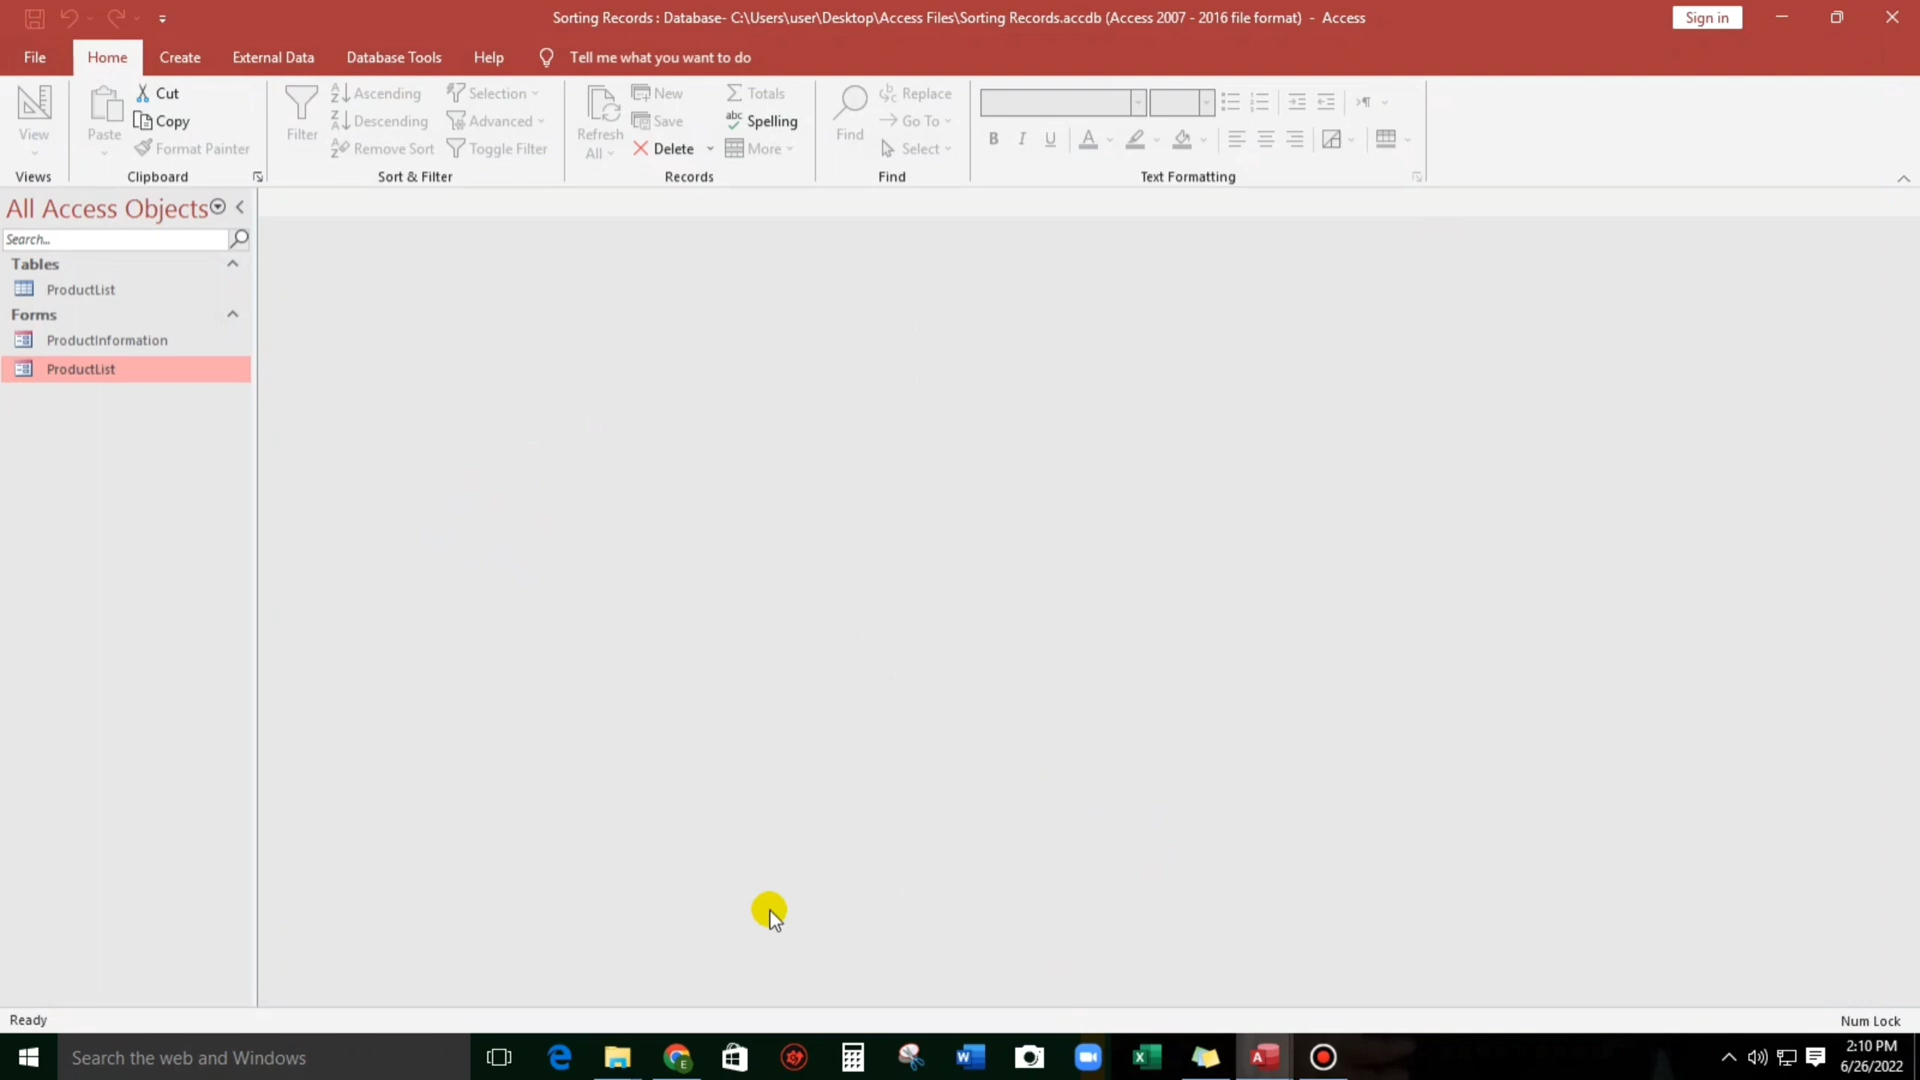 Sorting Records : Database- C:\Users\user\Desktop\Access Files\Sorting Records.accdb (Access 2007 - 2016 file format) - Access
Sign in
File Home Create External Data Database Tools Help Tell me what you want to do
View
Views
Paste
Cut
Copy
Format Painter
Clipboard
Filter
Ascending
Descending
Remove Sort
Selection
Advanced
Toggle Filter
Sort & Filter
Refresh
All
New
Save
Delete
Totals
Spelling
More
Records
Find
Replace
Go To
Select
Find
B I U
Text Formatting
All Access Objects
Search...
Tables
ProductList
Forms
ProductInformation
ProductList
Ready
Num Lock
Search the web and Windows
2:10 PM
6/26/2022